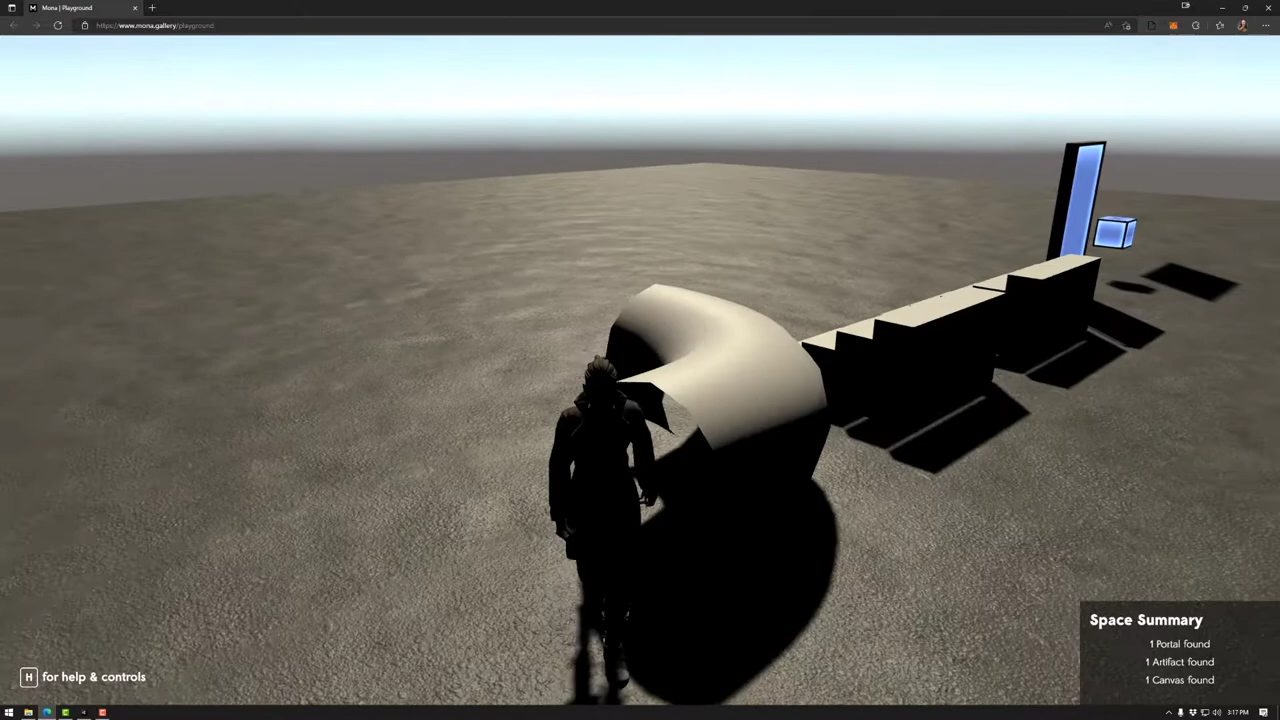 Mona | Playground
https://www.mona.gallery/playground
Space Summary
1 Portal found
1 Artifact found
1 Canvas found
H for help & controls
3:17 PM